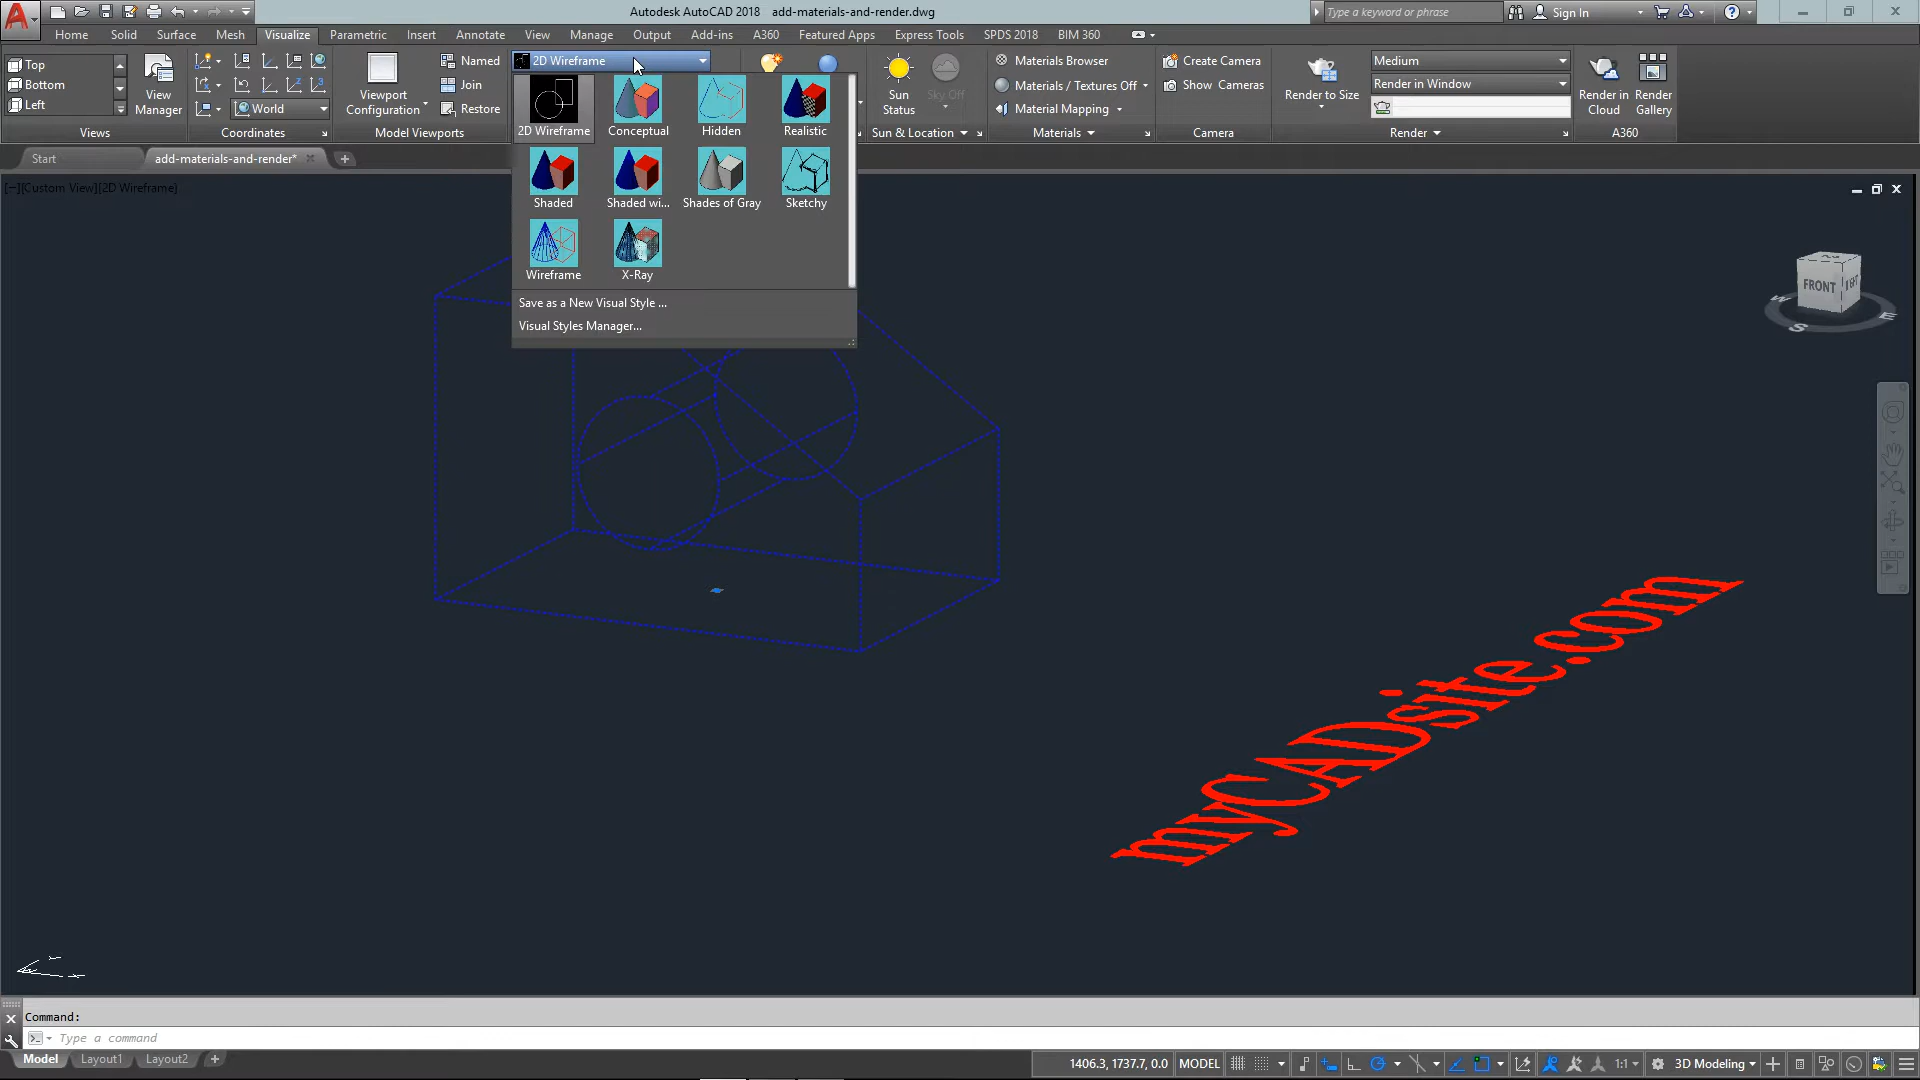 Autodesk AutoCAD 2018 add-materials-and-render.dwg
Type a keyword or phrase
Sign In
Home Solid Surface Mesh Visualize Parametric Insert Annotate View Manage Output Add-ins A360 Featured Apps Express Tools SPDS 2018 BIM 360
Top
Bottom
Left
View
Manager
Views
World
Coordinates
Viewport
Configuration
Named
Join
Restore
Model Viewports
2D Wireframe
2D Wireframe Conceptual Hidden Realistic
Shaded Shaded wi... Shades of Gray Sketchy
Wireframe X-Ray
Save as a New Visual Style ...
Visual Styles Manager...
Sun
Status
Sky Off
Sun & Location
Materials Browser
Materials / Textures Off
Material Mapping
Materials
Create Camera
Show Cameras
Camera
Render to Size
Medium
Render in Window
Render
Render in
Cloud
Render
Gallery
A360
Start add-materials-and-render*
[−][Custom View][2D Wireframe]
FRONT
LEFT
W
S
E
myCADsite.com
Command:
Type a command
Model Layout1 Layout2
1406.3, 1737.7, 0.0 MODEL 1:1 3D Modeling